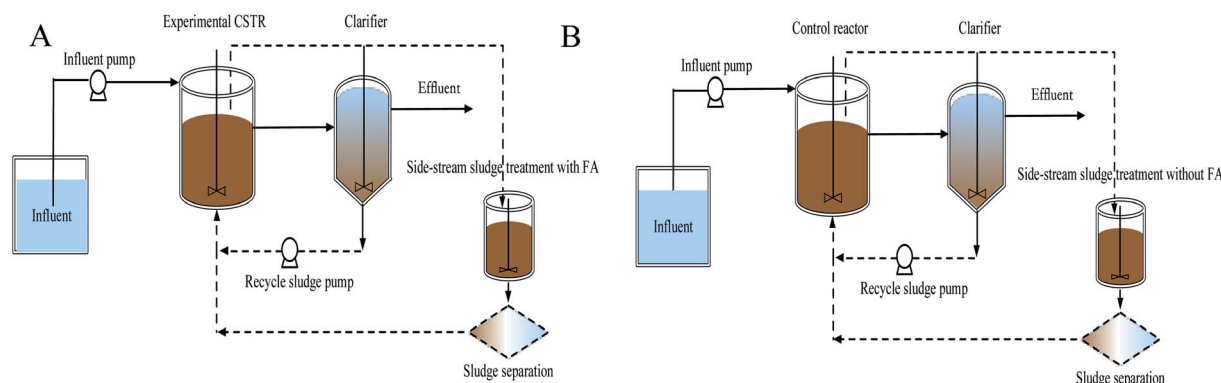 A
Experimental CSTR
Clarifier
Influent pump
Effluent
Side-stream sludge treatment with FA
Influent
Recycle sludge pump
Sludge separation
B
Control reactor
Clarifier
Influent pump
Effluent
Side-stream sludge treatment without FA
Influent
Recycle sludge pump
Sludge separation